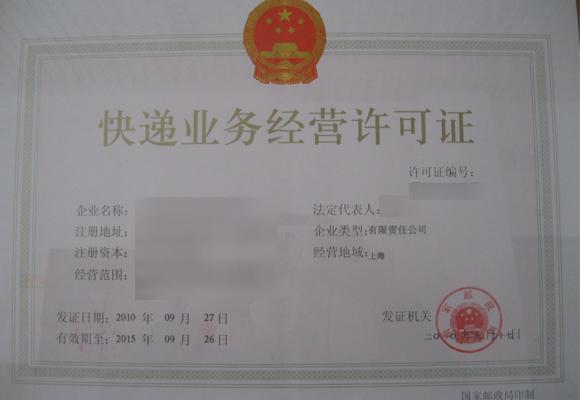 快递业务经营许可证
许可证编号:
企业名称:
法定代表人:
注册地址:
企业类型:有限责任公司
注册资本:
经营地域:上海
经营范围:
发证日期: 2010 年 09 月 27 日
发证机关
有效期至: 2015 年 09 月 26 日
国家邮政局印制